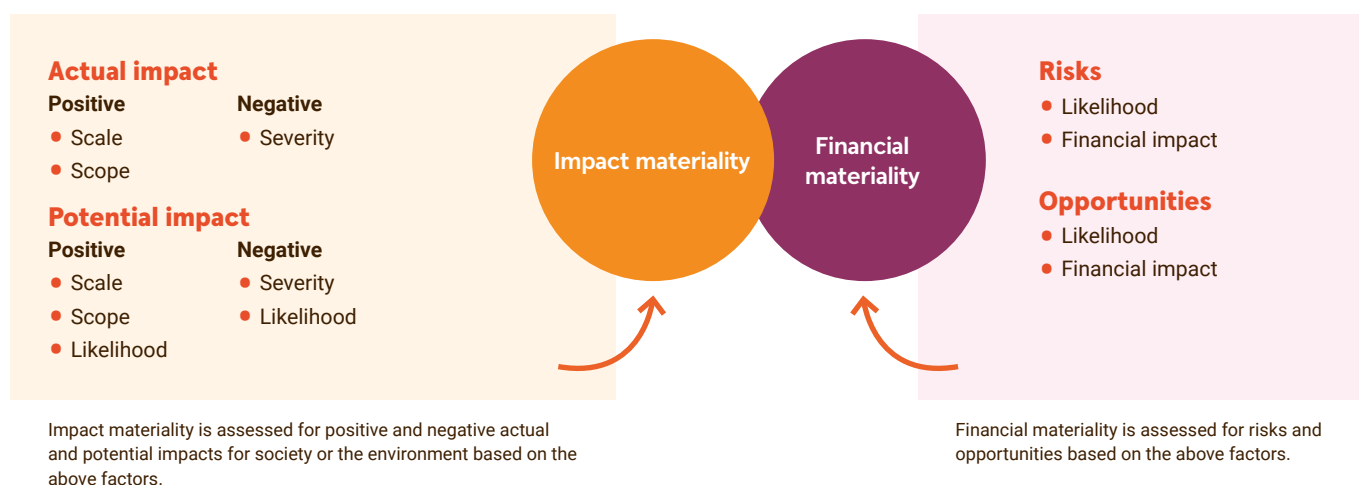 Actual impact
Positive
Scale
Scope
Negative
Severity
Potential impact
Positive
Scale
Scope
Likelihood
Negative
Severity
Likelihood
Impact materiality is assessed for positive and negative actual
and potential impacts for society or the environment based on the
above factors.
Impact materiality
Financial
materiality
Risks
Likelihood
Financial impact
Opportunities
Likelihood
Financial impact
Financial materiality is assessed for risks and
opportunities based on the above factors.